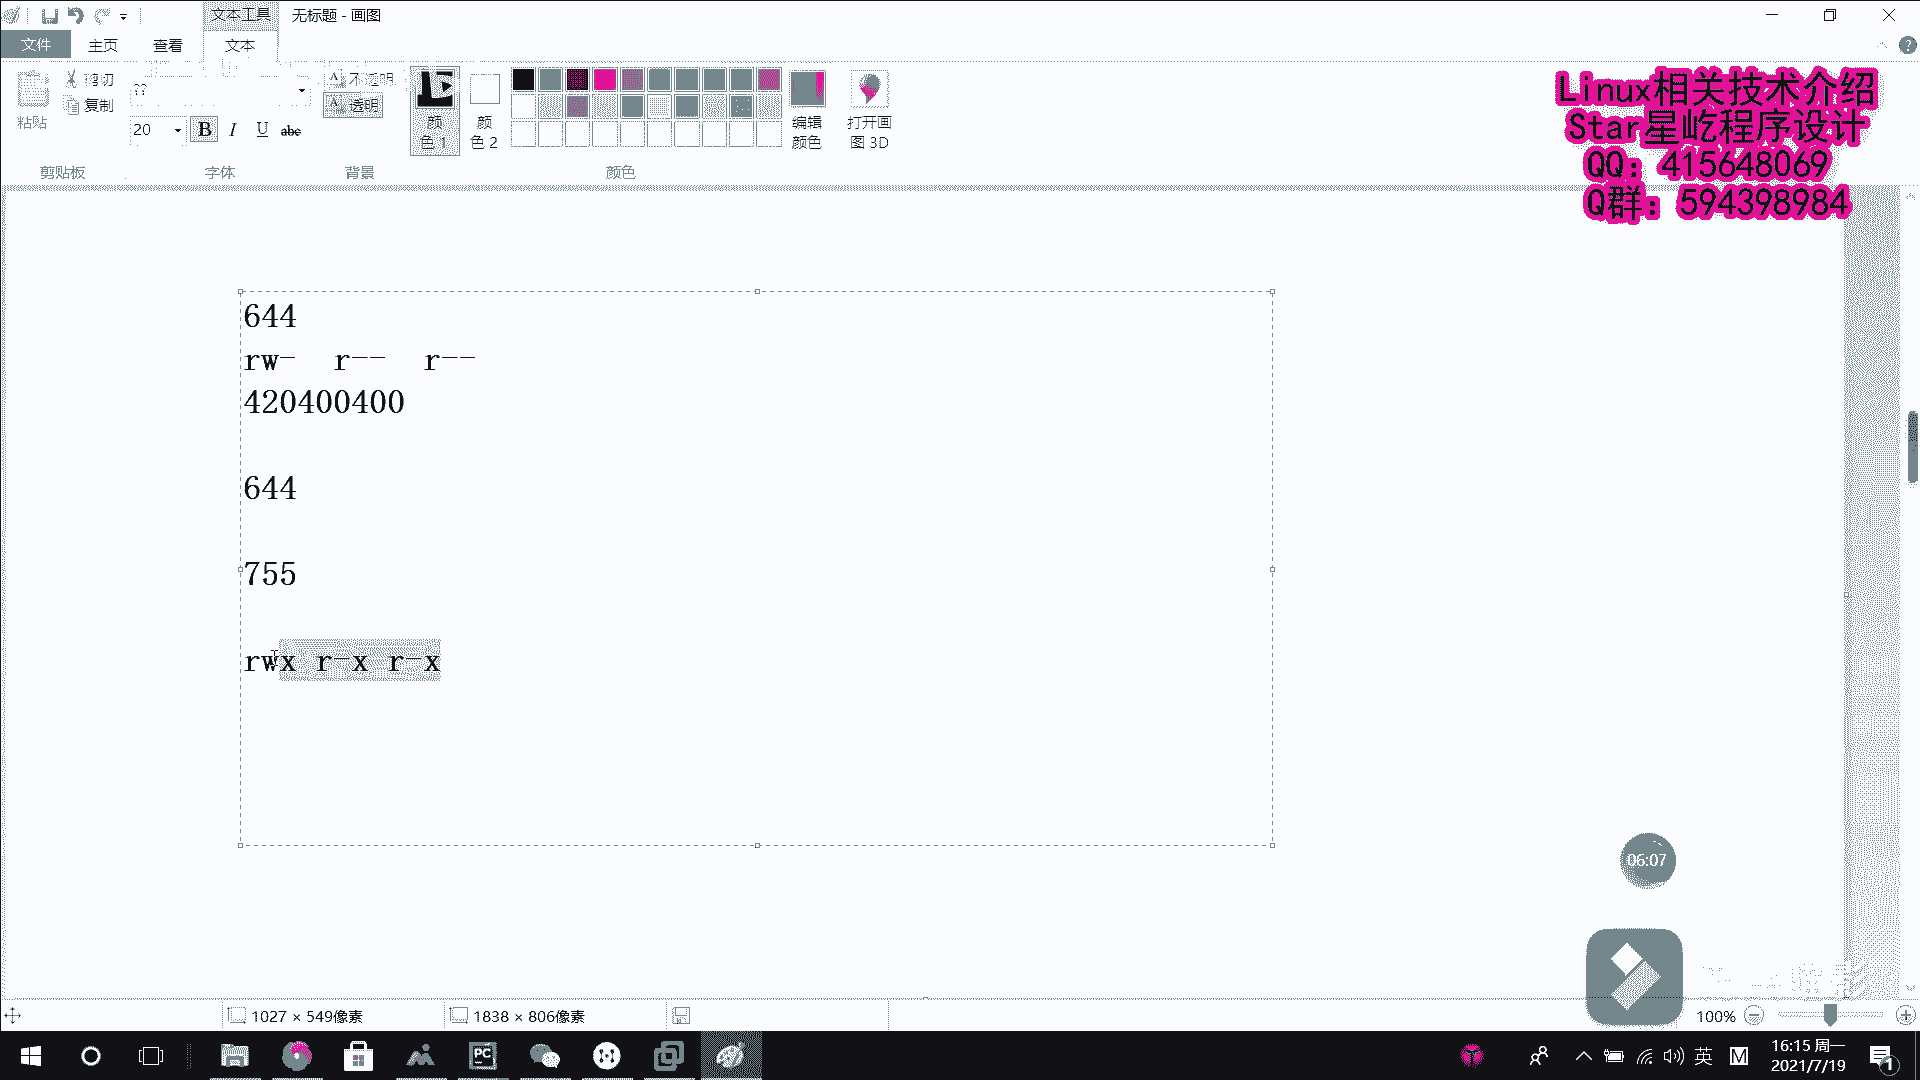 文本工具
无标题 - 画图
文件
主页
查看
文本
剪切
不透明
??
复制
透明
粘贴
20
B
I
U
abc
颜
色 1
颜
色 2
编辑
颜色
打开画
图 3D
剪贴板
字体
背景
颜色
Linux相关技术介绍
Star星屹程序设计
QQ：415648069
Q群：594398984
644
rw-  r--  r--
420400400
644
755
rwx r-x r-x
06:07
1027 × 549像素
1838 × 806像素
100%
PC
英
M
16:15 周一
2021/7/19
1